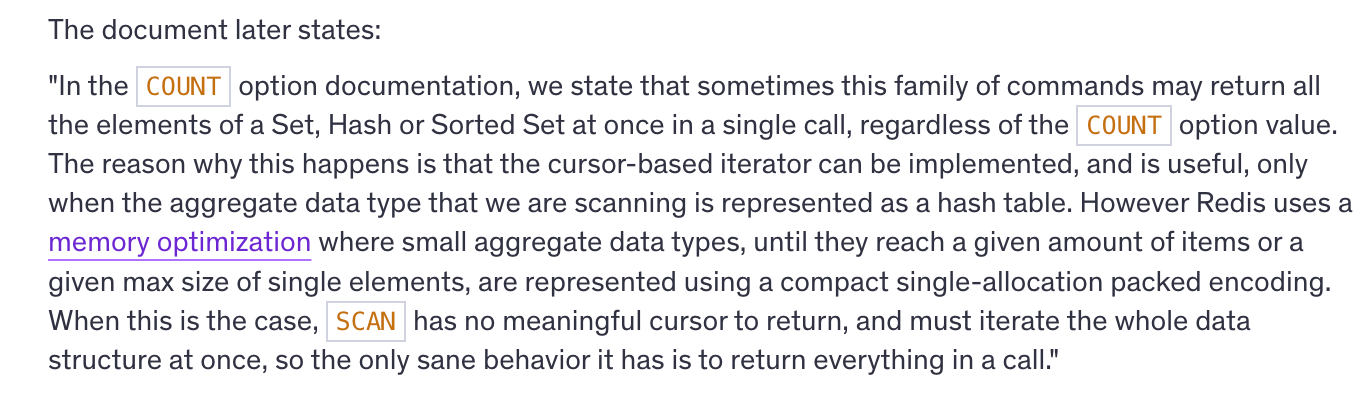 The document later states:
"In the COUNT option documentation, we state that sometimes this family of commands may return all
the elements of a Set, Hash or Sorted Set at once in a single call, regardless of the COUNT option value.
The reason why this happens is that the cursor-based iterator can be implemented, and is useful, only
when the aggregate data type that we are scanning is represented as a hash table. However Redis uses a
memory optimization where small aggregate data types, until they reach a given amount of items or a
given max size of single elements, are represented using a compact single-allocation packed encoding.
When this is the case, SCAN has no meaningful cursor to return, and must iterate the whole data
structure at once, so the only sane behavior it has is to return everything in a call."